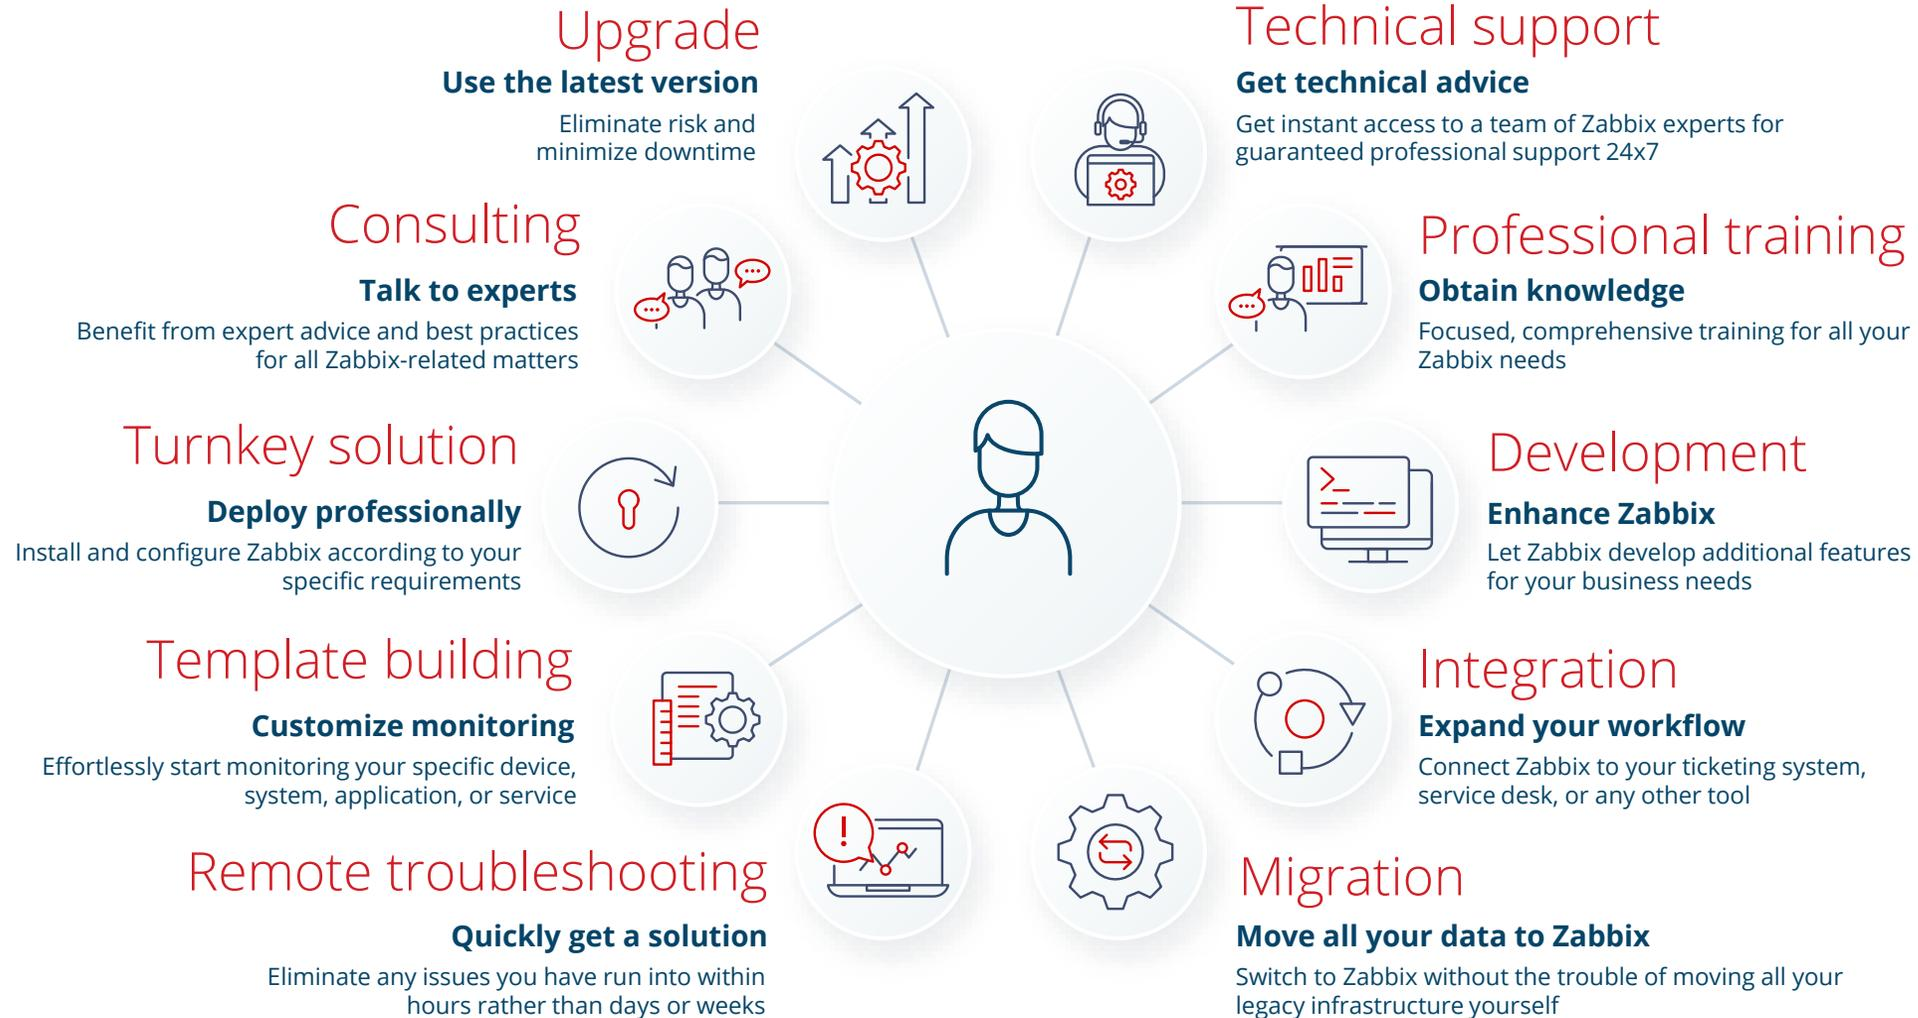 Upgrade
Use the latest version
Eliminate risk and
minimize downtime
Technical support
Get technical advice
Get instant access to a team of Zabbix experts for
guaranteed professional support 24x7
Consulting
Talk to experts
Benefit from expert advice and best practices
for all Zabbix-related matters
Professional training
Obtain knowledge
Focused, comprehensive training for all your
Zabbix needs
Turnkey solution
Deploy professionally
Install and configure Zabbix according to your
specific requirements
Development
Enhance Zabbix
Let Zabbix develop additional features
for your business needs
Template building
Customize monitoring
Effortlessly start monitoring your specific device,
system, application, or service
Integration
Expand your workflow
Connect Zabbix to your ticketing system,
service desk, or any other tool
Remote troubleshooting
Quickly get a solution
Eliminate any issues you have run into within
hours rather than days or weeks
Migration
Move all your data to Zabbix
Switch to Zabbix without the trouble of moving all your
legacy infrastructure yourself